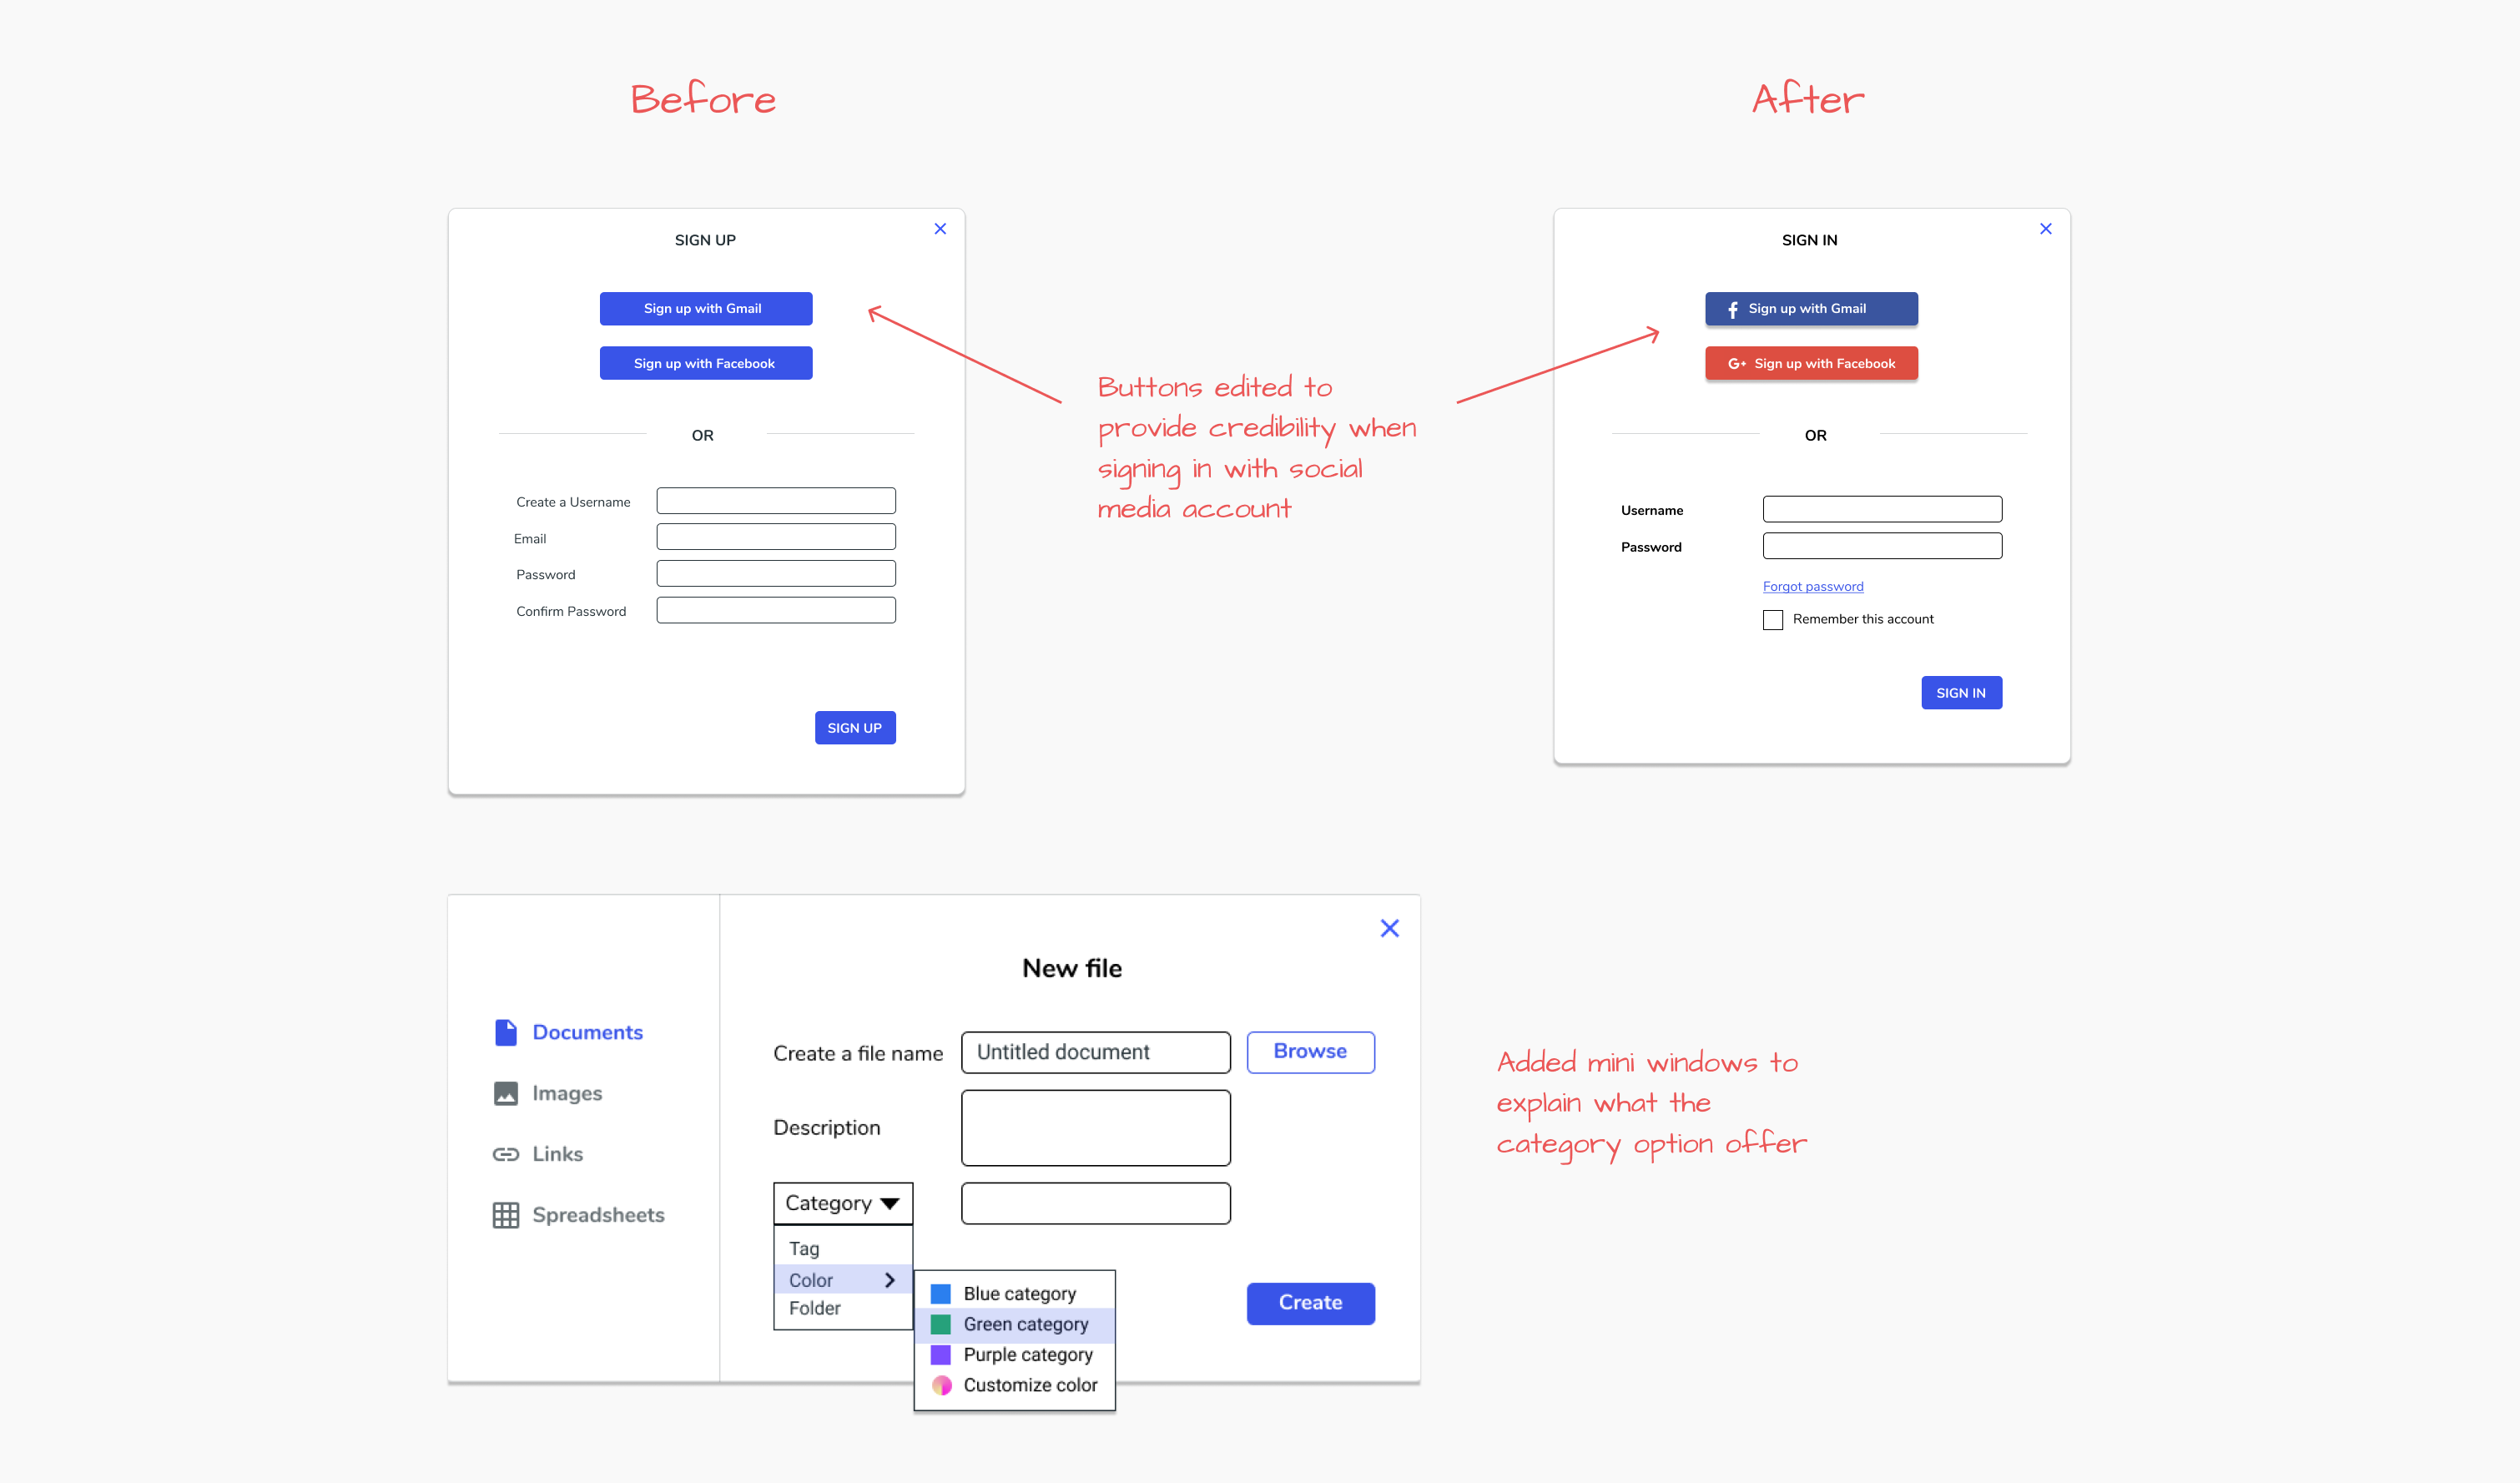 Before
After
SIGN UP
Sign up with Gmail
Sign up with Facebook
OR
Create a Username
Email
Password
Confirm Password
SIGN UP
Buttons edited to
provide credibility when
signing in with social
media account
SIGN IN
f Sign up with Gmail
G+ Sign up with Facebook
OR
Username
Password
Forgot password
Remember this account
SIGN IN
Documents
Images
Links
Spreadsheets
New file
Create a file name
Untitled document
Browse
Description
Category
Tag
Color
Folder
Blue category
Green category
Purple category
Customize color
Create
Added mini windows to
explain what the
category option offer